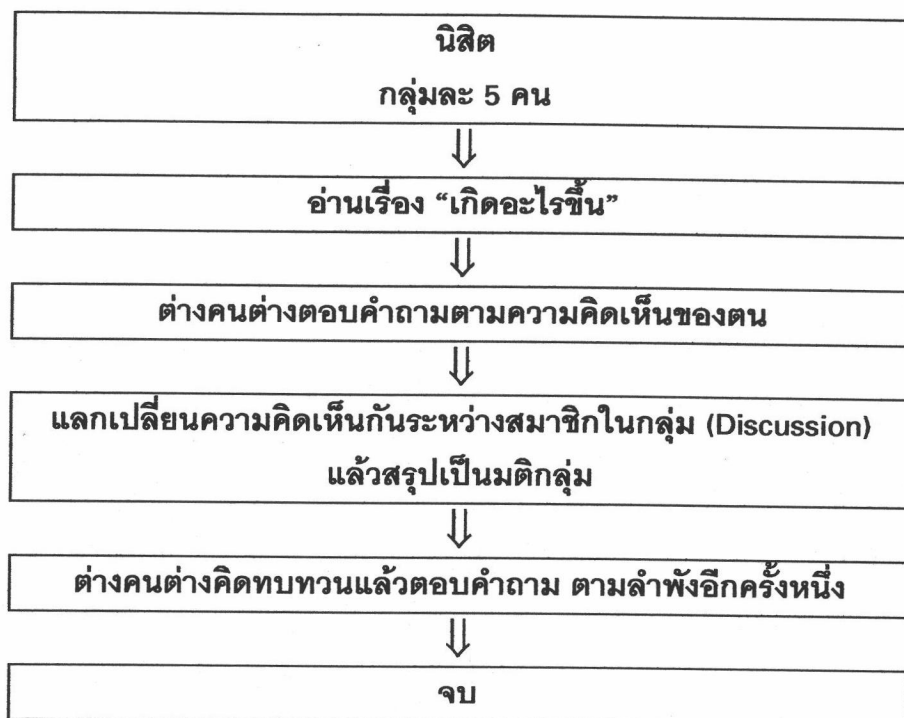 นิสิต
กลุ่มละ 5 คน
อ่านเรื่อง “เกิดอะไรขึ้น”
ต่างคนต่างตอบคำถามตามความคิดเห็นของตน
แลกเปลี่ยนความคิดเห็นกันระหว่างสมาชิกในกลุ่ม (Discussion)
แล้วสรุปเป็นมติกลุ่ม
ต่างคนต่างคิดทบทวนแล้วตอบคำถาม ตามลำพังอีกครั้งหนึ่ง
จบ